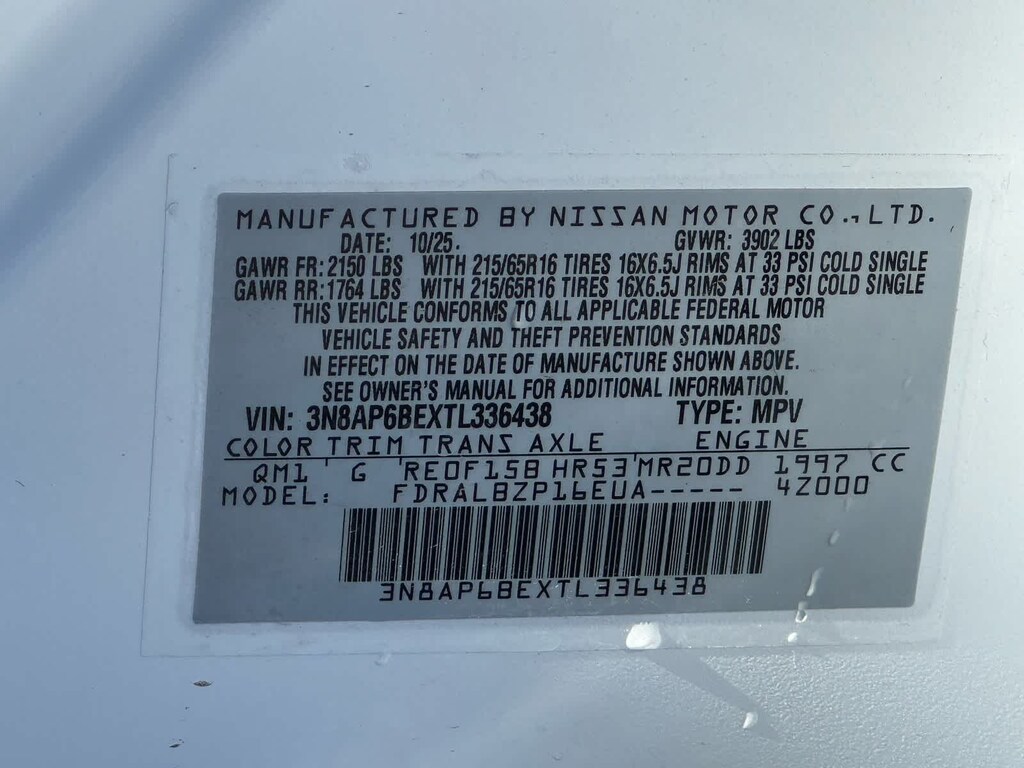 MANUFACTURED BY NISSAN MOTOR CO.,LTD.
DATE: 10/25. GVWR: 3902 LBS
GAWR FR: 2150 LBS WITH 215/65R16 TIRES 16X6.5J RIMS AT 33 PSI COLD SINGLE
GAWR RR: 1764 LBS WITH 215/65R16 TIRES 16X6.5J RIMS AT 33 PSI COLD SINGLE
THIS VEHICLE CONFORMS TO ALL APPLICABLE FEDERAL MOTOR
VEHICLE SAFETY AND THEFT PREVENTION STANDARDS
IN EFFECT ON THE DATE OF MANUFACTURE SHOWN ABOVE.
SEE OWNER'S MANUAL FOR ADDITIONAL INFORMATION.
VIN: 3N8AP6BEXTL336438 TYPE: MPV
COLOR TRIM TRANS AXLE ENGINE
QM1 ' G 'RE0F15B HR53'MR20DD 1997 CC
MODEL: FDRALBZP16EUA----- 4Z000
3N8AP6BEXTL336438